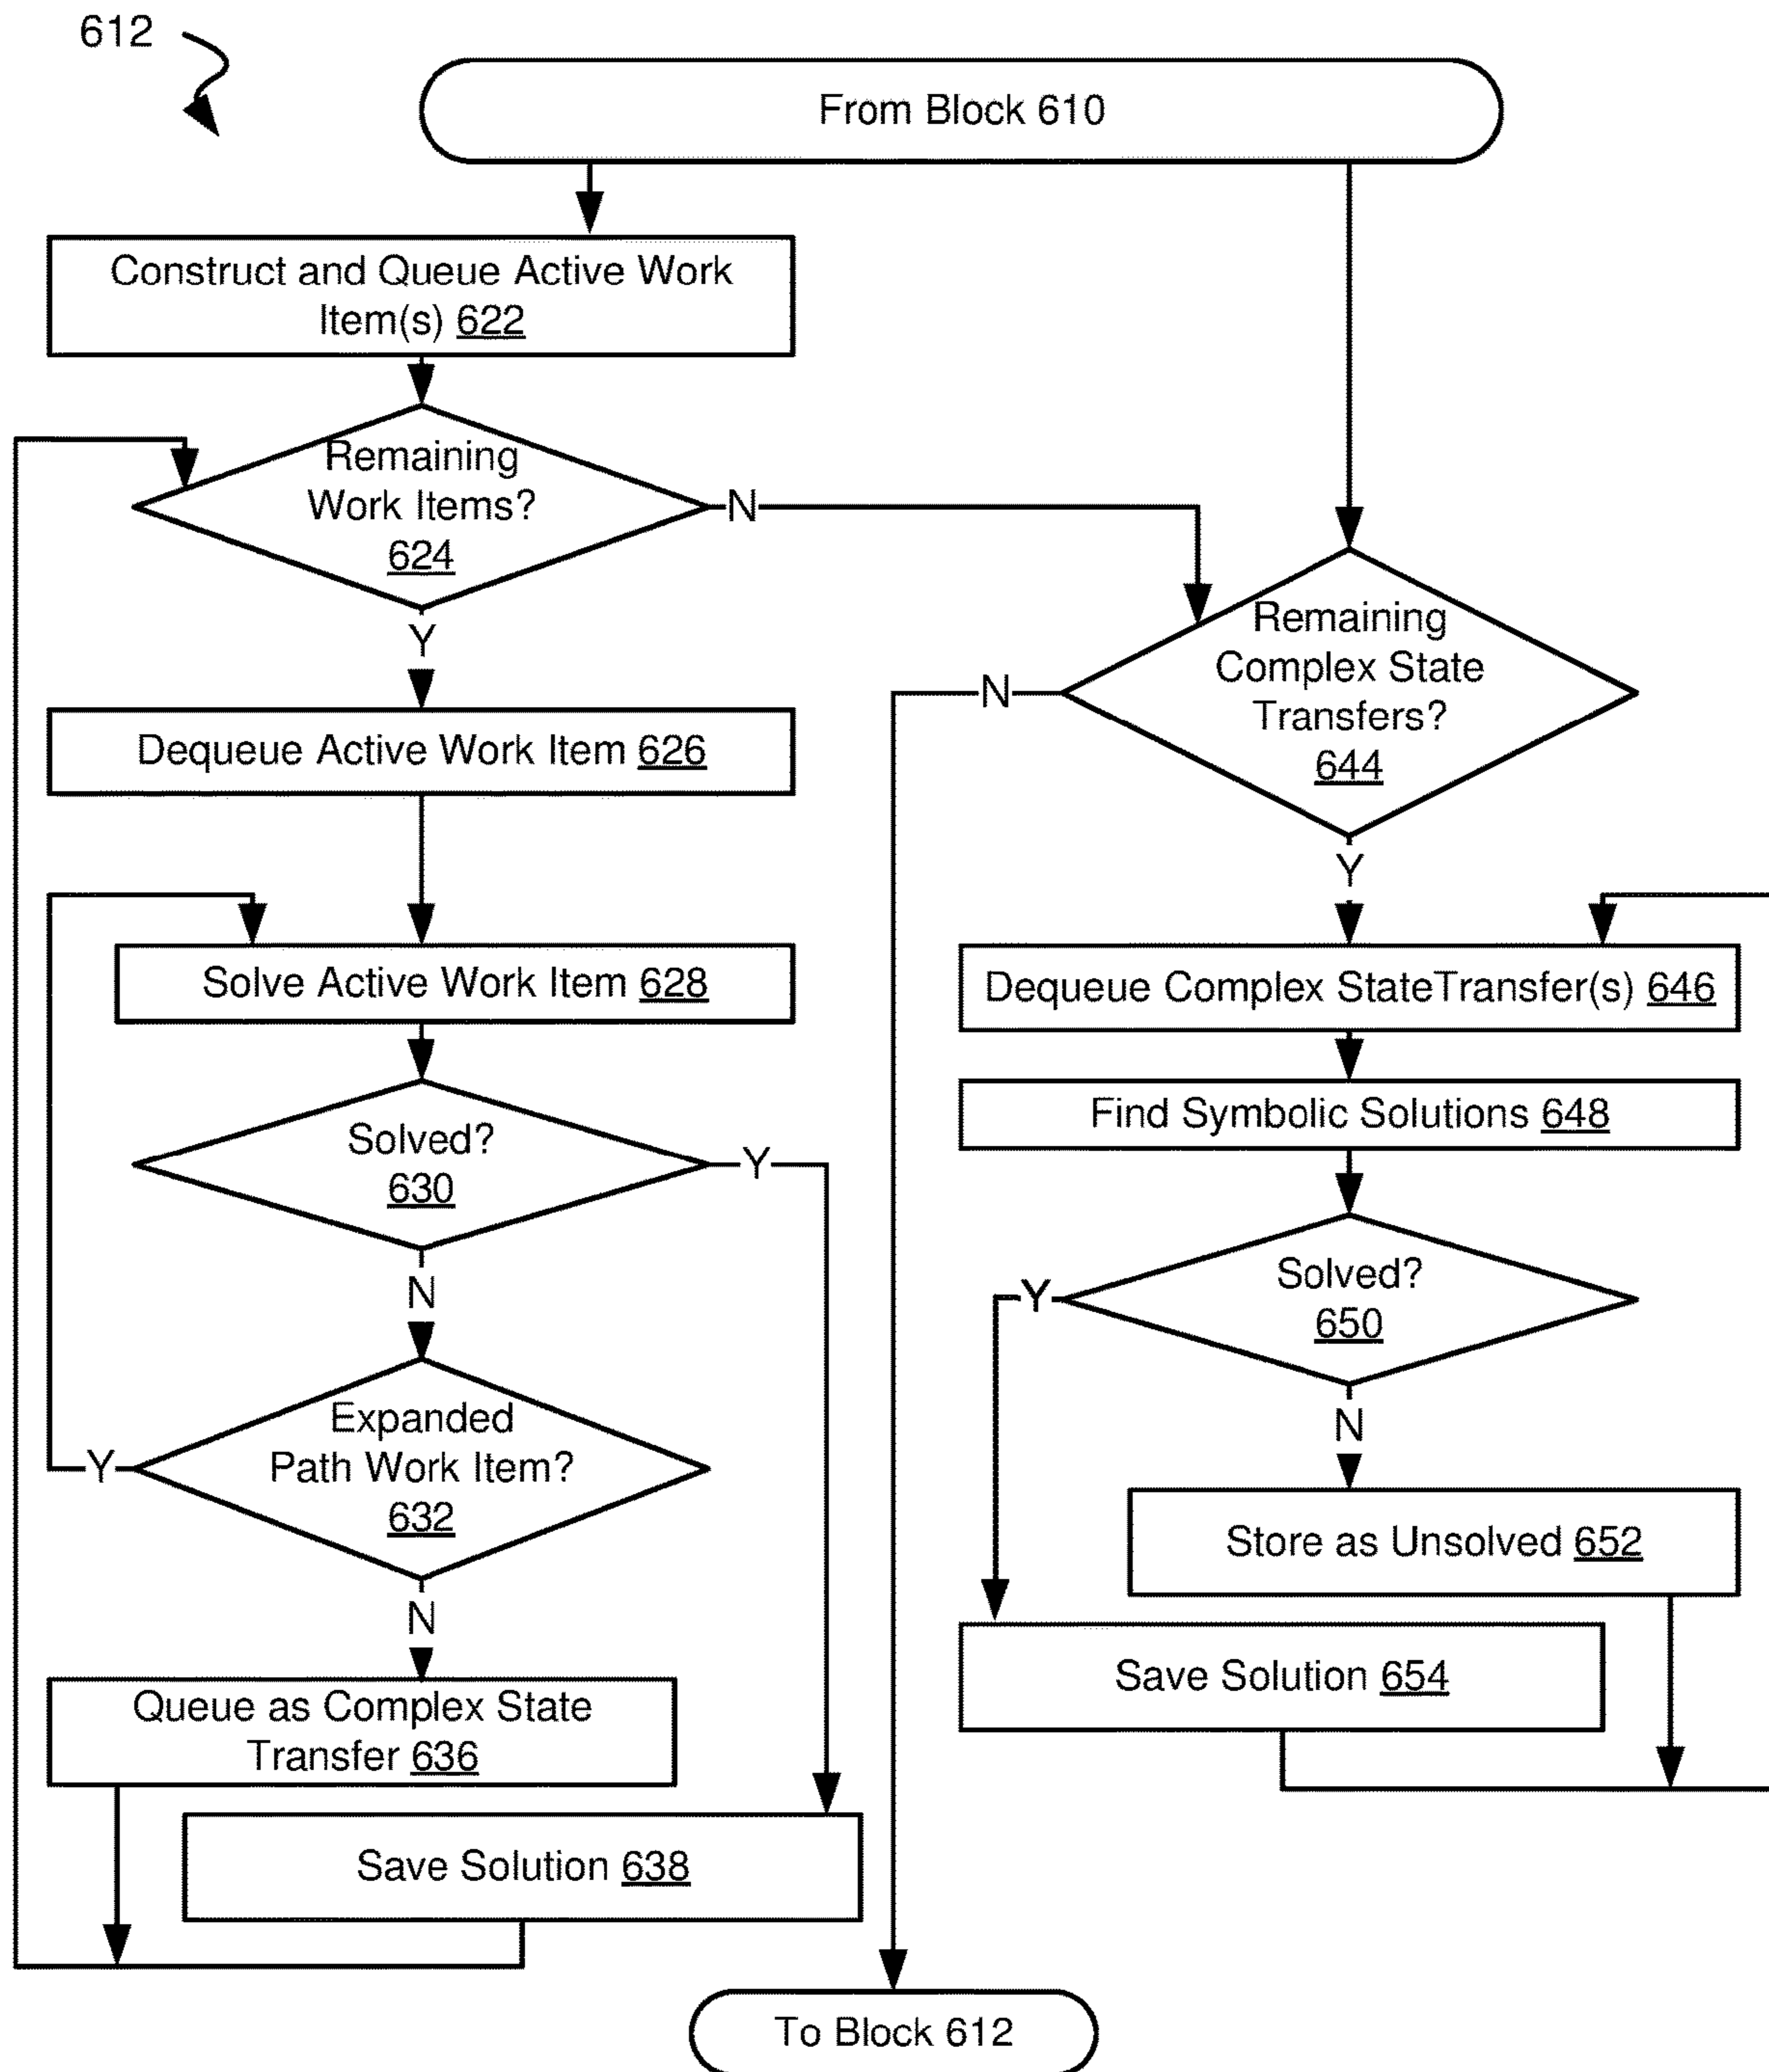 612
From Block 610
Construct and Queue Active Work
Item(s) 622
Remaining
Work Items?
624
N
Y
Dequeue Active Work Item 626
Solve Active Work Item 628
Solved?
630
Y
N
Expanded
Path Work Item?
632
Y
N
Queue as Complex State
Transfer 636
Save Solution 638
Remaining
Complex State
Transfers?
644
N
Y
Dequeue Complex StateTransfer(s) 646
Find Symbolic Solutions 648
Solved?
650
Y
N
Store as Unsolved 652
Save Solution 654
To Block 612